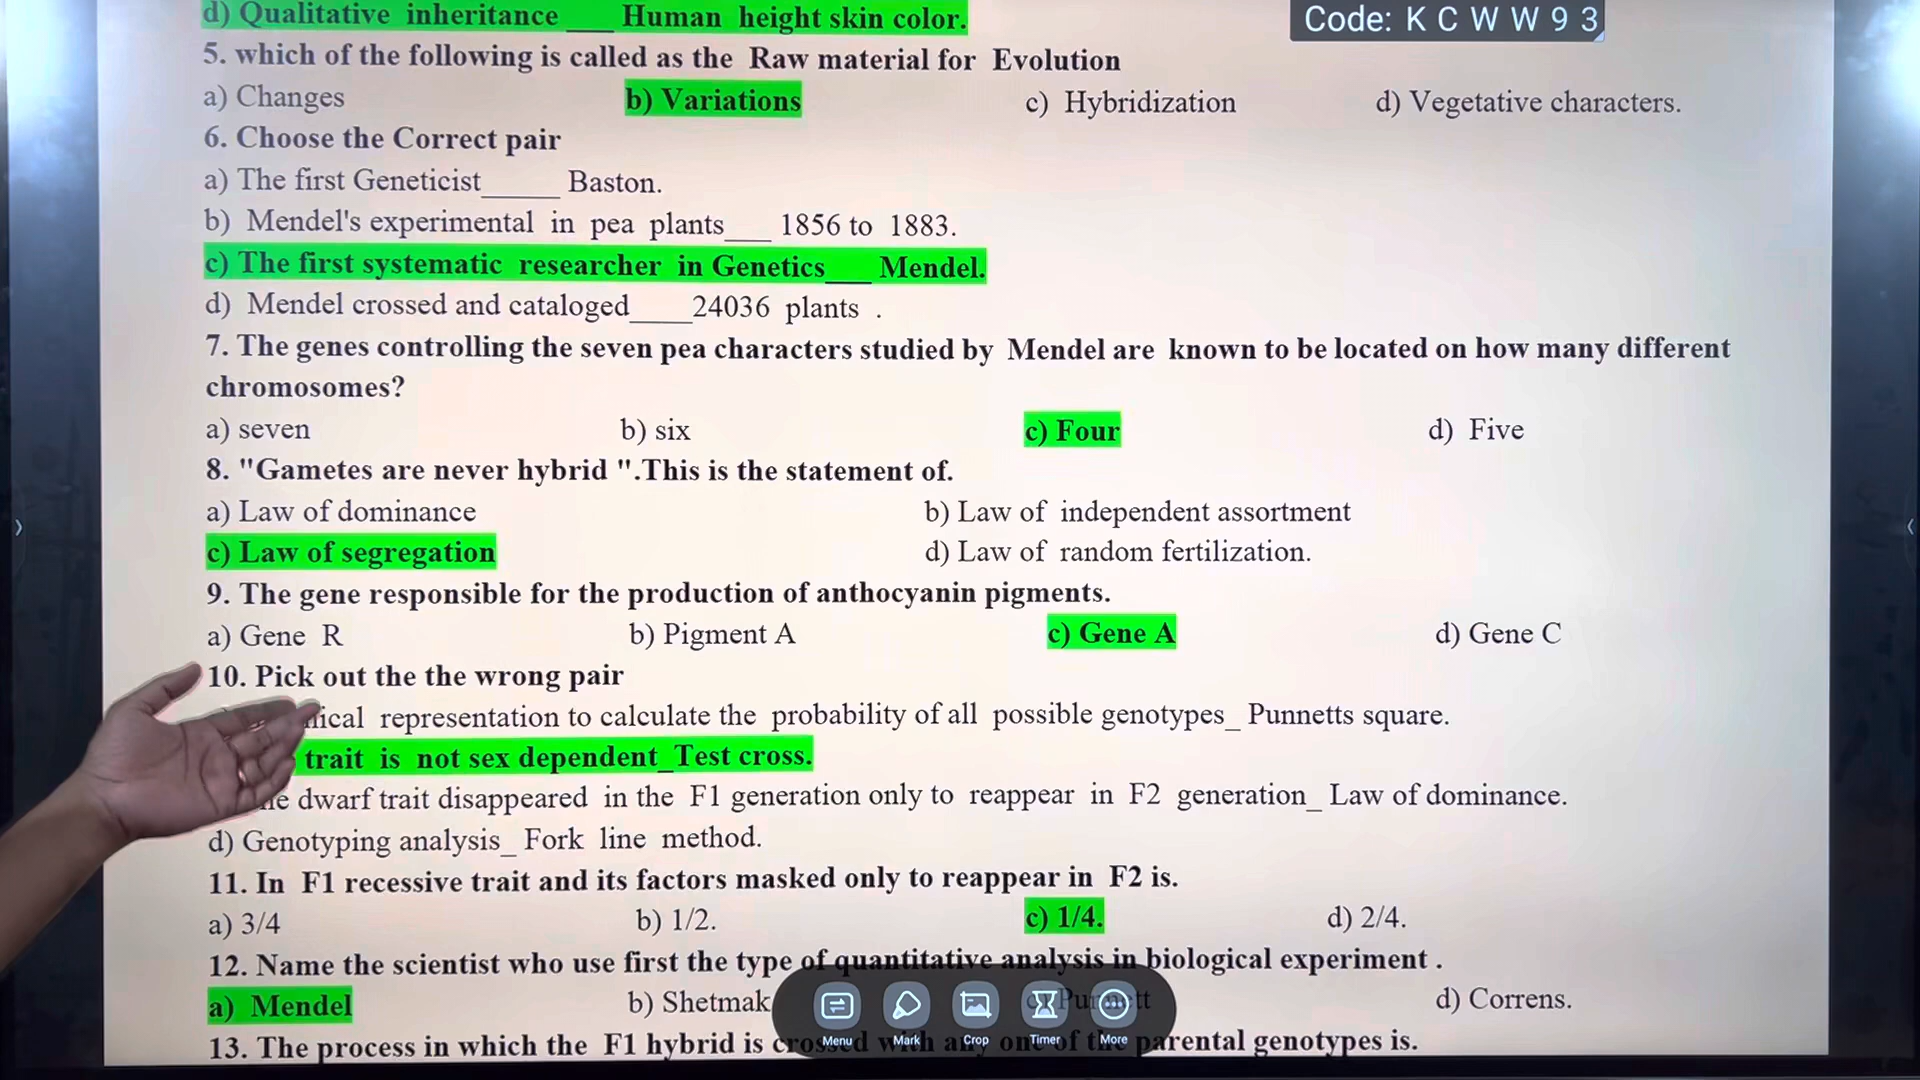 d) Qualitative inheritance ___ Human height skin color.
Code: K C W W 9 3
5. which of the following is called as the Raw material for Evolution
a) Changes b) Variations c) Hybridization d) Vegetative characters.
6. Choose the Correct pair
a) The first Geneticist_____ Baston.
b) Mendel's experimental in pea plants___ 1856 to 1883.
c) The first systematic researcher in Genetics___ Mendel.
d) Mendel crossed and cataloged____24036 plants .
7. The genes controlling the seven pea characters studied by Mendel are known to be located on how many different
chromosomes?
a) seven b) six c) Four d) Five
8. "Gametes are never hybrid ".This is the statement of.
a) Law of dominance b) Law of independent assortment
c) Law of segregation d) Law of random fertilization.
9. The gene responsible for the production of anthocyanin pigments.
a) Gene R b) Pigment A c) Gene A d) Gene C
10. Pick out the the wrong pair
representation to calculate the probability of all possible genotypes_ Punnetts square.
trait is not sex dependent_Test cross.
dwarf trait disappeared in the F1 generation only to reappear in F2 generation_ Law of dominance.
d) Genotyping analysis_ Fork line method.
11. In F1 recessive trait and its factors masked only to reappear in F2 is.
a) 3/4 b) 1/2. c) 1/4. d) 2/4.
12. Name the scientist who use first the type of quantitative analysis in biological experiment .
a) Mendel b) Shetmak d) Correns.
13. The process in which the F1 hybrid is crossed with any one of the parental genotypes is.
Menu Mark Crop Timer More